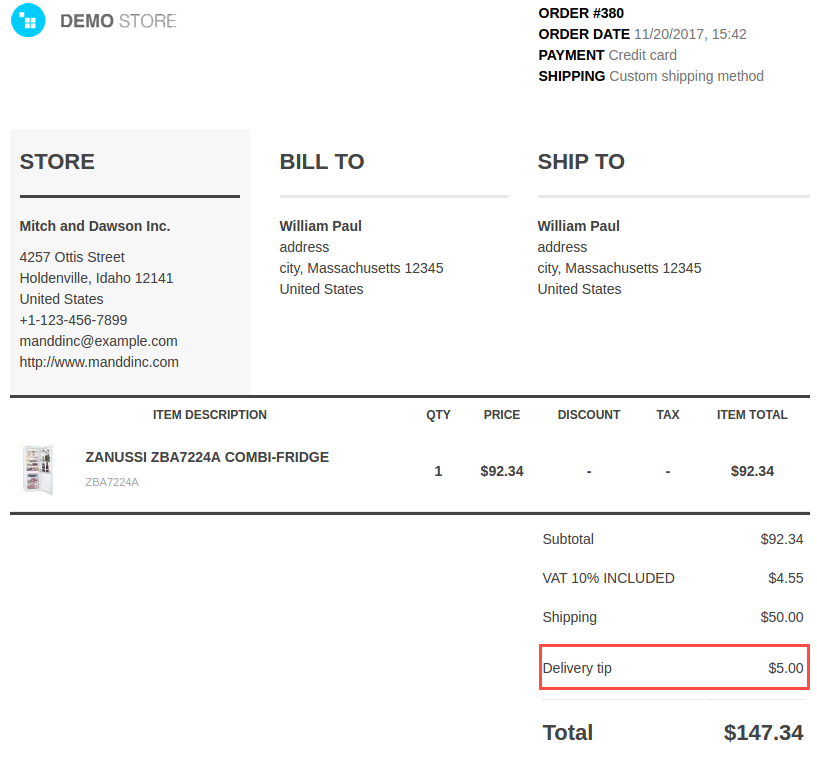 DEMO STORE
ORDER #380
ORDER DATE 11/20/2017, 15:42
PAYMENT Credit card
SHIPPING Custom shipping method
STORE
Mitch and Dawson Inc.
4257 Ottis Street
Holdenville, Idaho 12141
United States
+1-123-456-7899
manddinc@example.com
http://www.manddinc.com
BILL TO
William Paul
address
city, Massachusetts 12345
United States
SHIP TO
William Paul
address
city, Massachusetts 12345
United States
ITEM DESCRIPTION QTY PRICE DISCOUNT TAX ITEM TOTAL
ZANUSSI ZBA7224A COMBI-FRIDGE 1 $92.34 - - $92.34
ZBA7224A
Subtotal $92.34
VAT 10% INCLUDED $4.55
Shipping $50.00
Delivery tip $5.00
Total $147.34